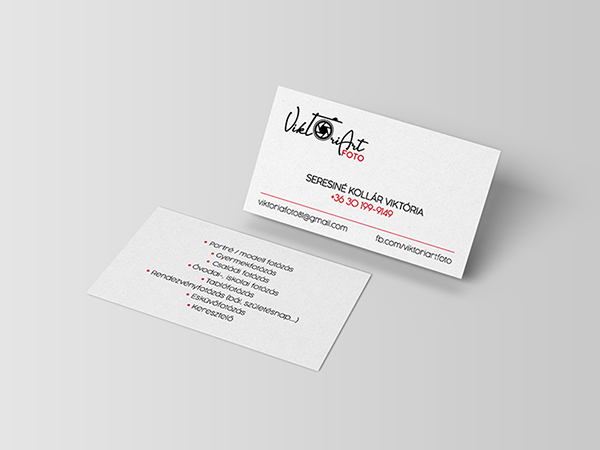 ViktóriArt
FOTO
SERESINÉ KOLLÁR VIKTÓRIA
+36 30 199-9149
viktoriafoto81@gmail.com
fb.com/viktoriartfoto
• Portré / modell fotózás
• Gyermekfotózás
• Családi fotózás
• Óvodai-, iskolai fotózás
• Tablófotózás
• Rendezvényfotózás (bál, születésnap...)
• Esküvőfotózás
• Keresztelő